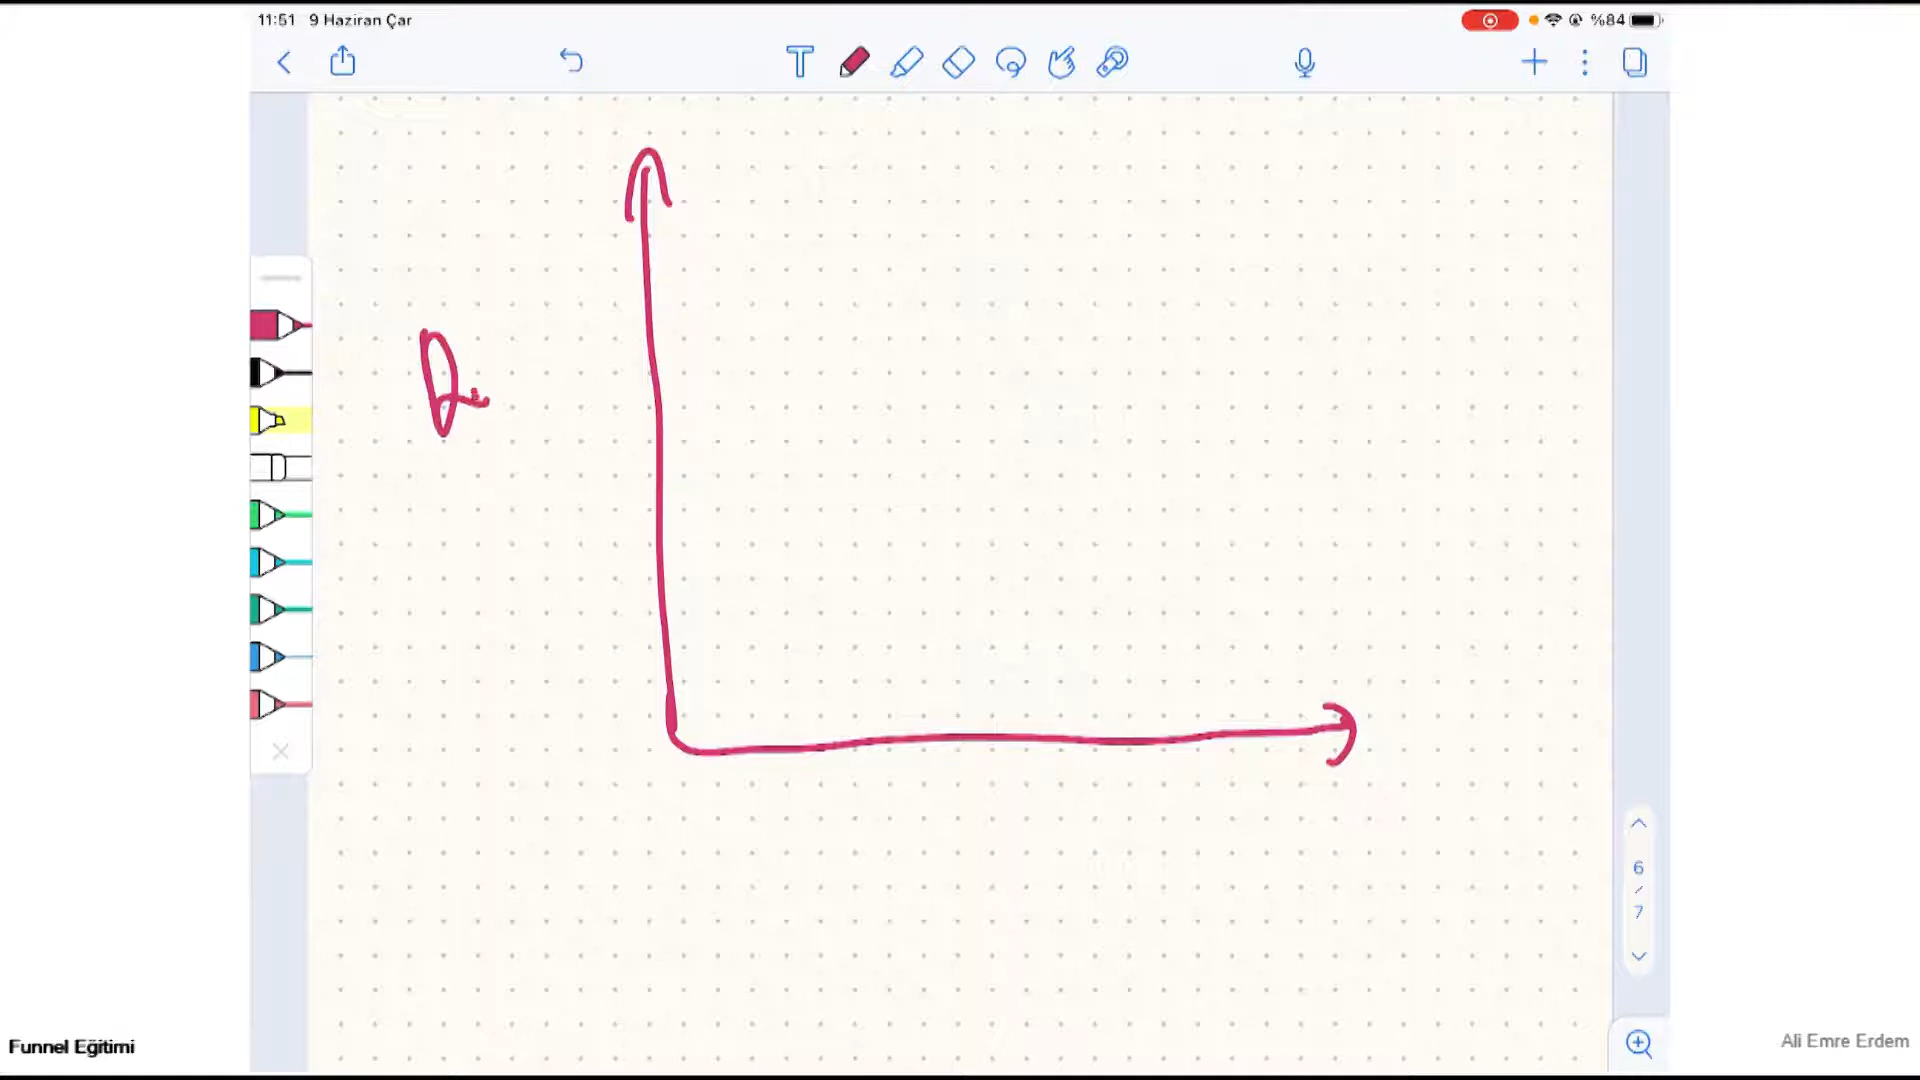 11:51 9 Haziran Çar
%84
T
6
/
7
Funnel Eğitimi
Ali Emre Erdem